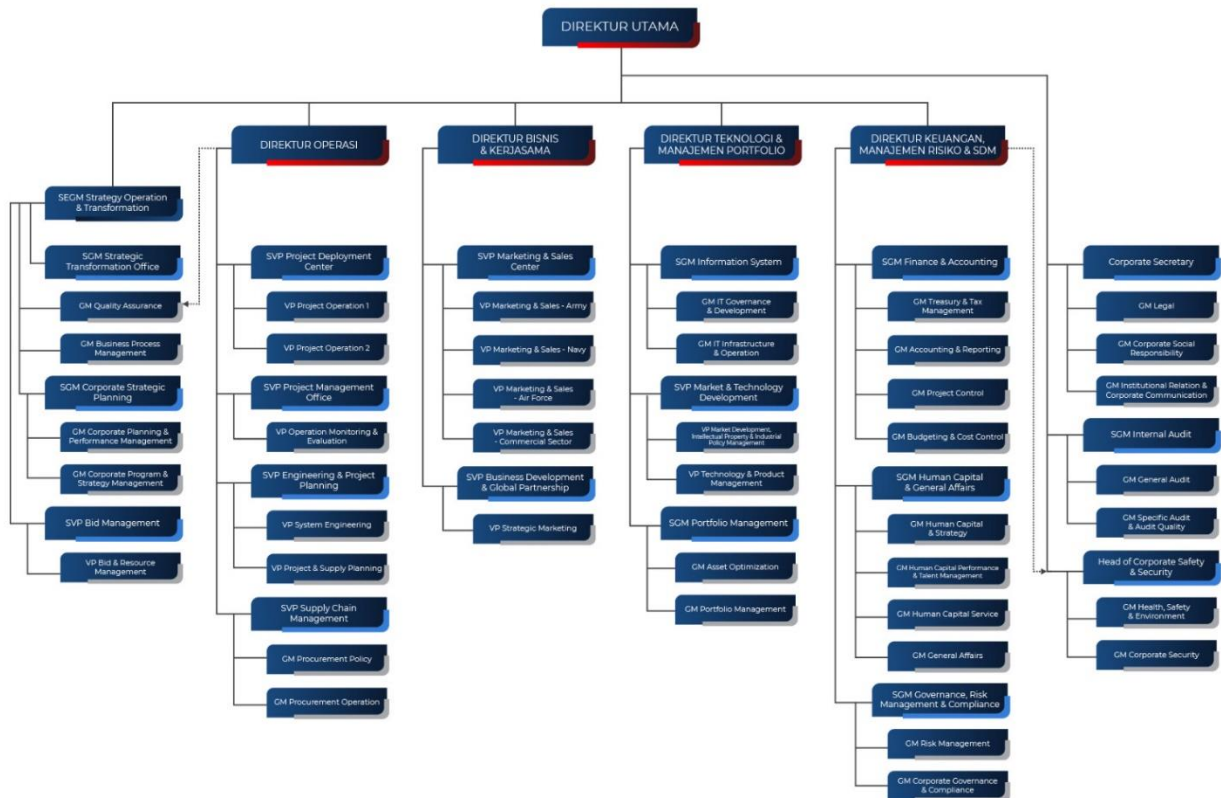 DIREKTUR UTAMA
DIREKTUR OPERASI
DIREKTUR BISNIS
& KERJASAMA
DIREKTUR TEKNOLOGI &
MANAJEMEN PORTFOLIO
DIREKTUR KEUANGAN,
MANAJEMEN RISIKO & SDM
SEGM Strategy Operation
& Transformation
SGM Strategic
Transformation Office
GM Quality Assurance
GM Business Process
Management
SGM Corporate Strategic
Planning
GM Corporate Planning &
Performance Management
GM Corporate Program &
Strategy Management
SVP Bid Management
VP Bid & Resource
Management
SVP Project Deployment
Center
VP Project Operation 1
VP Project Operation 2
SVP Project Management
Office
VP Operation Monitoring &
Evaluation
SVP Engineering & Project
Planning
VP System Engineering
VP Project & Supply Planning
SVP Supply Chain
Management
GM Procurement Policy
GM Procurement Operation
SVP Marketing & Sales
Center
VP Marketing & Sales - Army
VP Marketing & Sales - Navy
VP Marketing & Sales
- Air Force
VP Marketing & Sales
- Commercial Sector
SVP Business Development
& Global Partnership
VP Strategic Marketing
SGM Information System
GM IT Governance
& Development
GM IT Infrastructure
& Operation
SVP Market & Technology
Development
VP Market Development,
Intellectual Property & Industrial
Policy Management
VP Technology & Product
Management
SGM Portfolio Management
GM Asset Optimization
GM Portfolio Management
SGM Finance & Accounting
GM Treasury & Tax
Management
GM Accounting & Reporting
GM Project Control
GM Budgeting & Cost Control
SGM Human Capital
& General Affairs
GM Human Capital
& Strategy
GM Human Capital Performance
& Talent Management
GM Human Capital Service
GM General Affairs
SGM Governance, Risk
Management & Compliance
GM Risk Management
GM Corporate Governance
& Compliance
Corporate Secretary
GM Legal
GM Corporate Social
Responsibility
GM Institutional Relation &
Corporate Communication
SGM Internal Audit
GM General Audit
GM Specific Audit
& Audit Quality
Head of Corporate Safety
& Security
GM Health, Safety
& Environment
GM Corporate Security